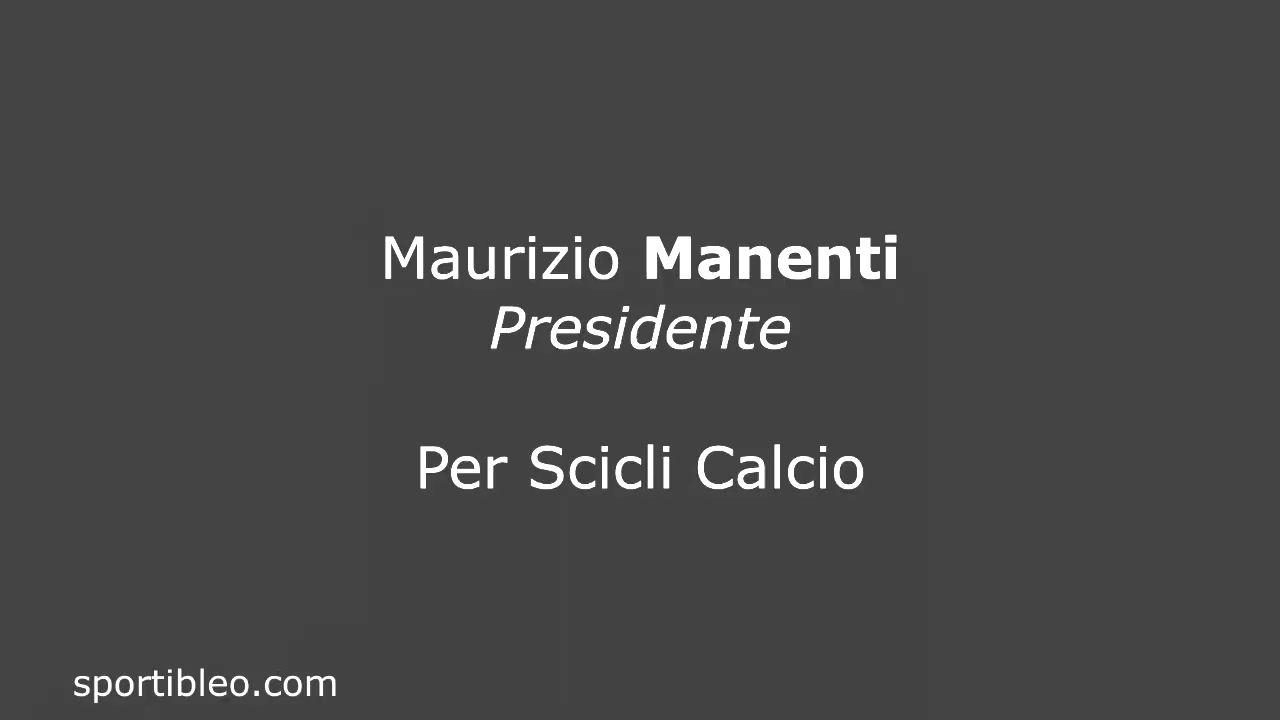 Maurizio Manenti
Presidente
Per Scicli Calcio
sportibleo.com